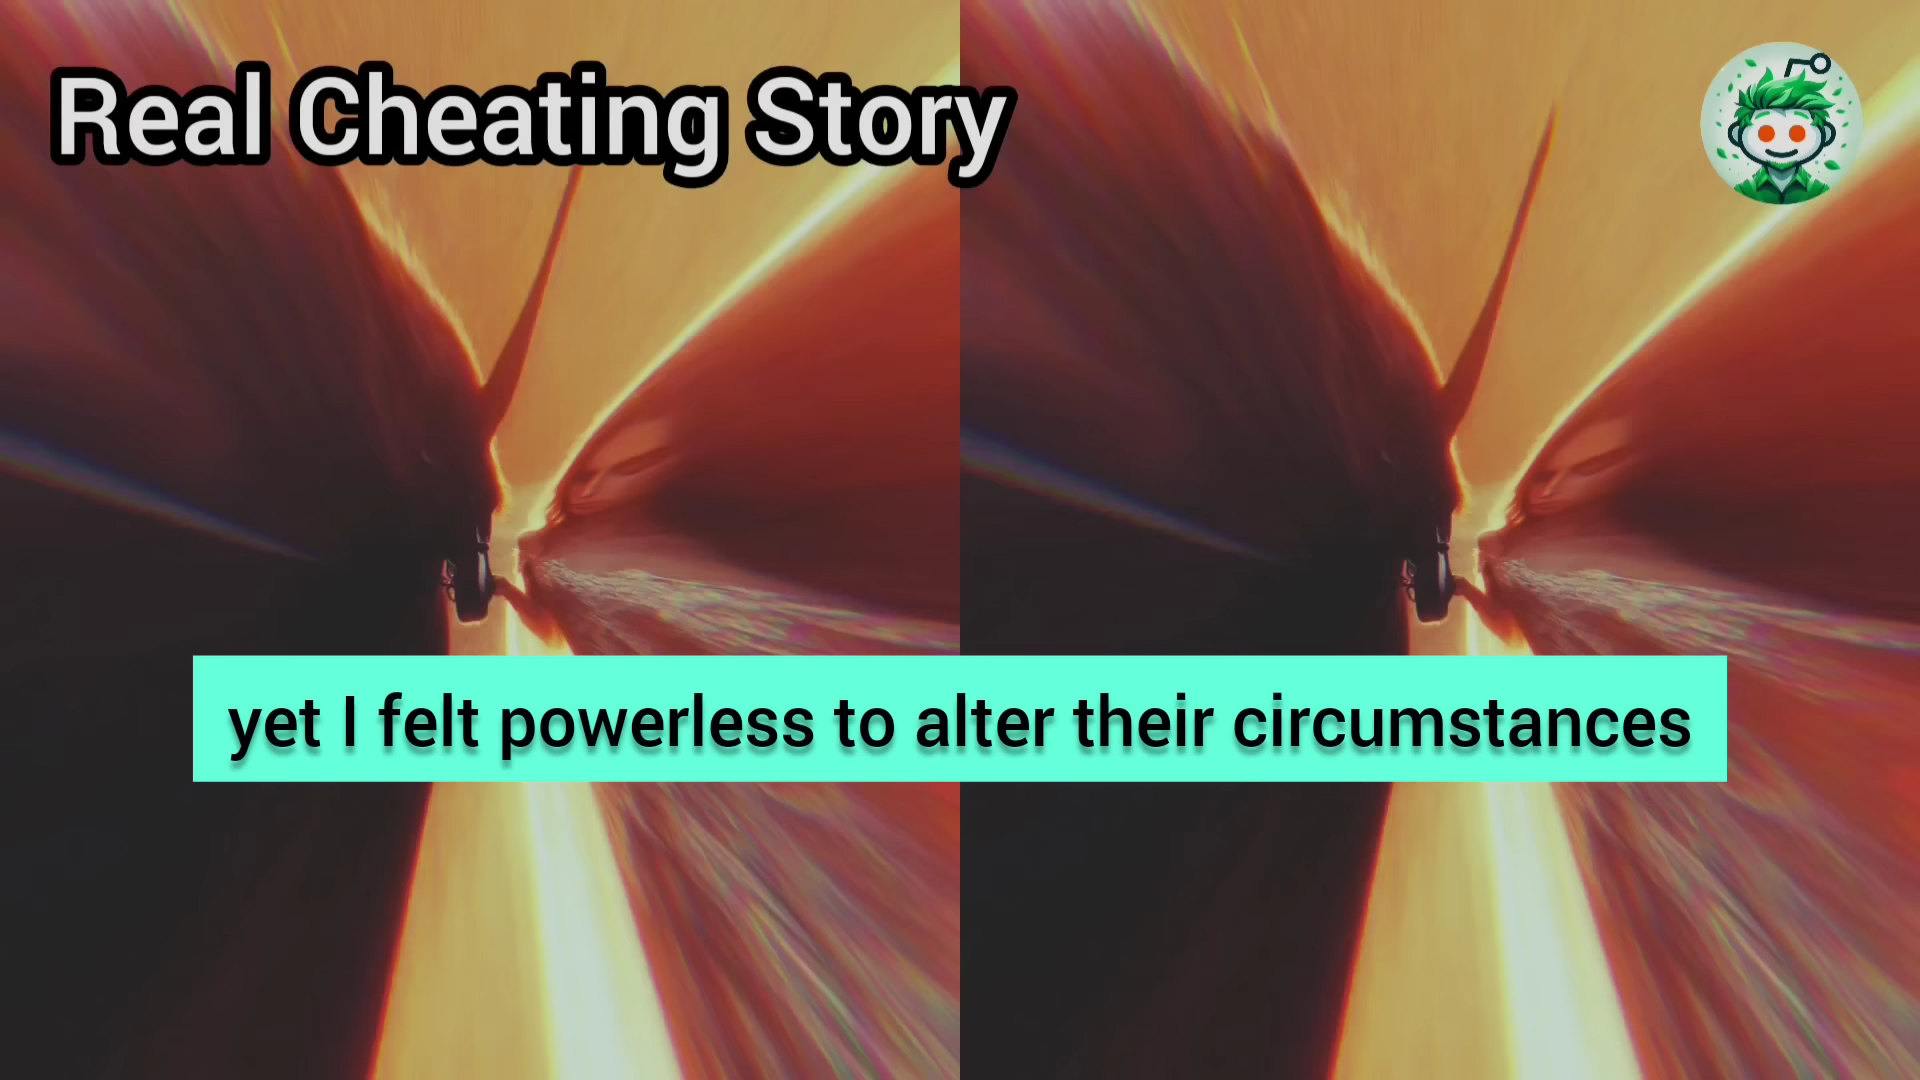 Real Cheating Story
yet I felt powerless to alter their circumstances